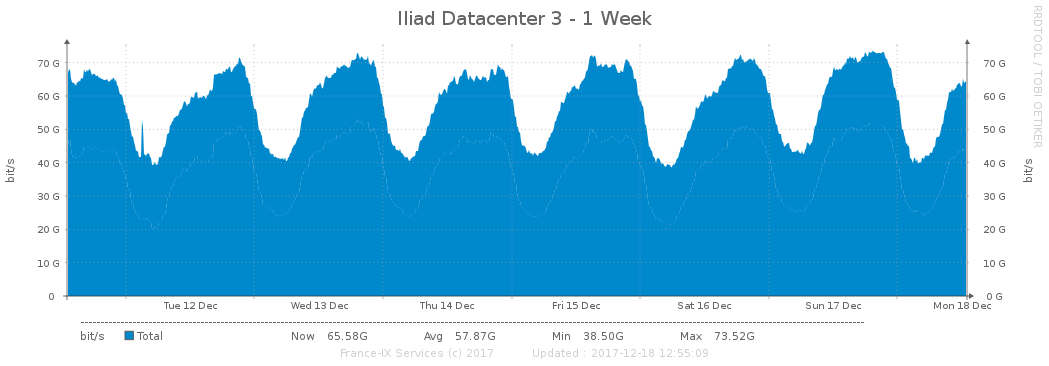 Iliad Datacenter 3 - 1 Week
RRDTOOL / TOBI OETIKER
bit/s
70 G
60 G
50 G
40 G
30 G
20 G
10 G
0
70 G
60 G
50 G
40 G
30 G
20 G
10 G
0 G
bit/s
Tue 12 Dec Wed 13 Dec Thu 14 Dec Fri 15 Dec Sat 16 Dec Sun 17 Dec Mon 18 Dec
bit/s Total Now 65.58G Avg 57.87G Min 38.50G Max 73.52G
France-IX Services (c) 2017 Updated : 2017-12-18 12:55:09